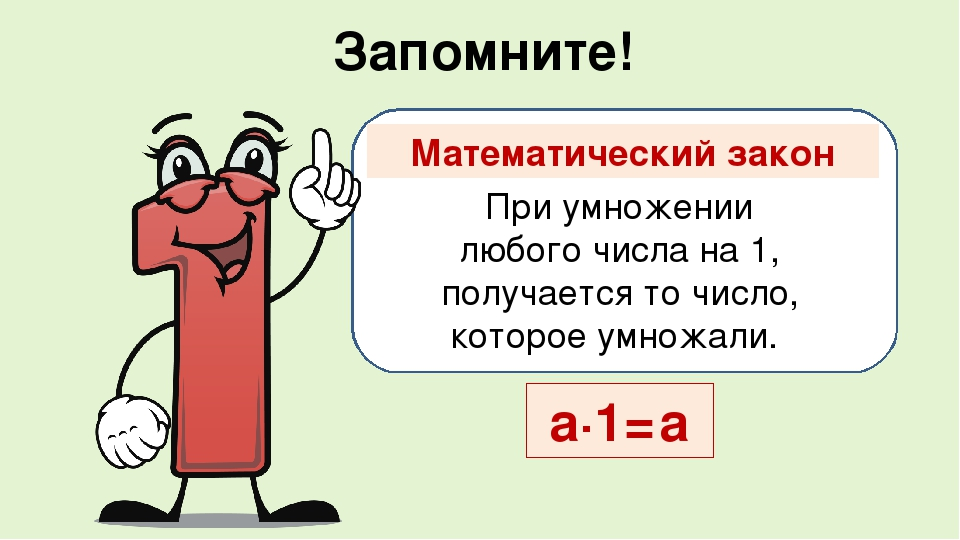 Запомните!
Математический закон
При умножении
любого числа на 1,
получается то число,
которое умножали.
а·1=а